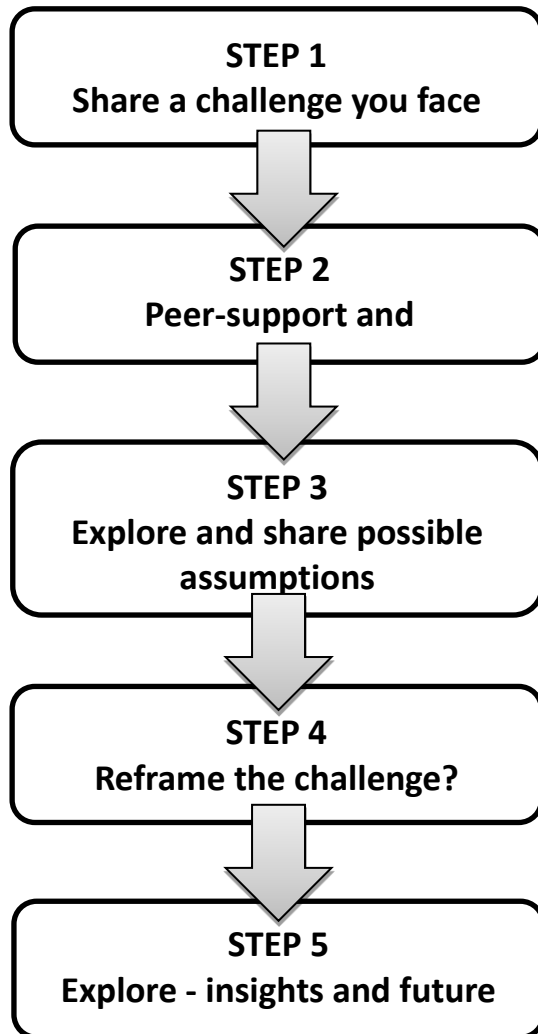 STEP 1
Share a challenge you face
STEP 2
Peer-support and
STEP 3
Explore and share possible
assumptions
STEP 4
Reframe the challenge?
STEP 5
Explore - insights and future